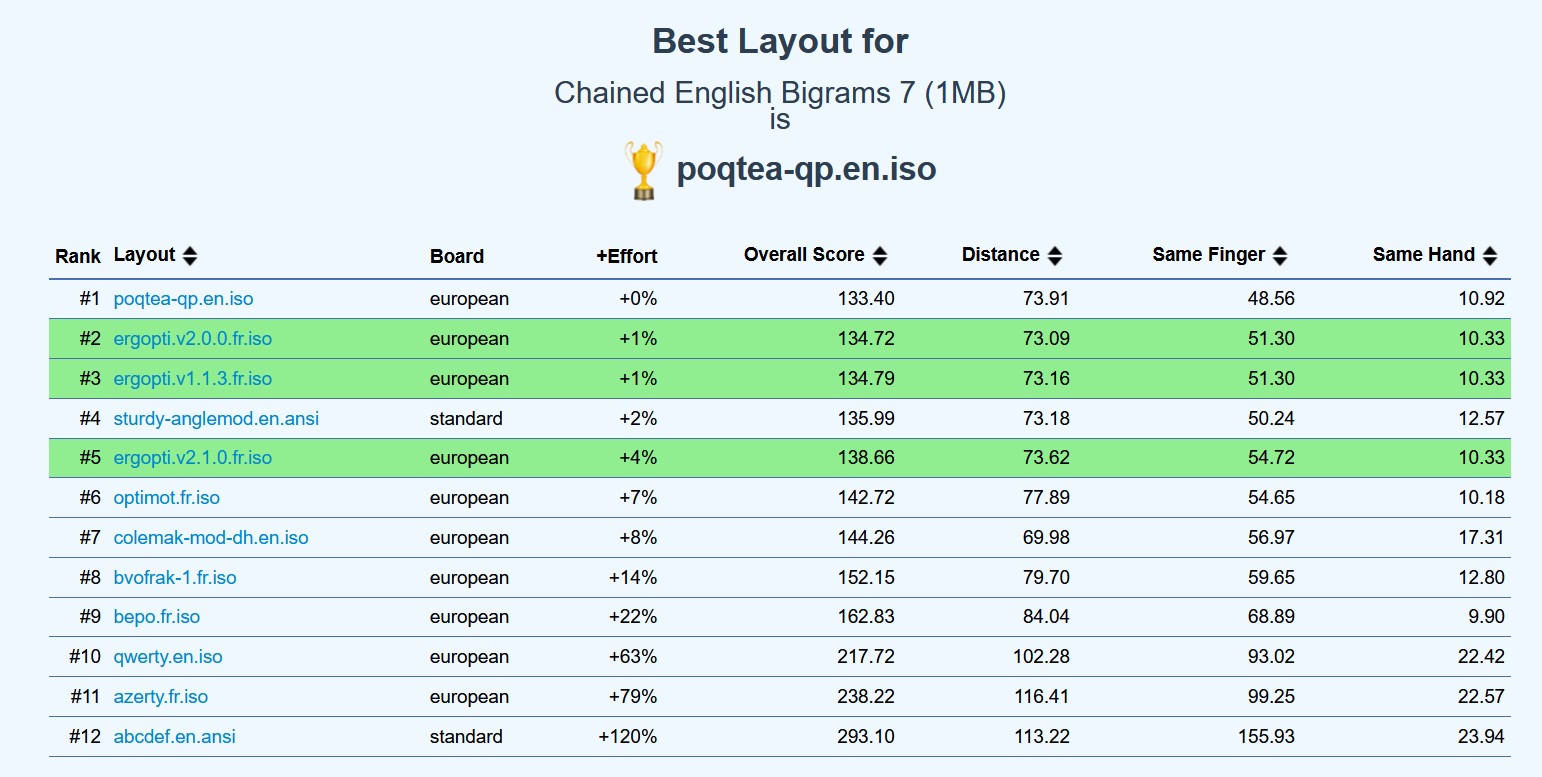 Best Layout for
Chained English Bigrams 7 (1MB)
is
poqtea-qp.en.iso
Rank Layout Board +Effort Overall Score Distance Same Finger Same Hand
#1 poqtea-qp.en.iso european +0% 133.40 73.91 48.56 10.92
#2 ergopti.v2.0.0.fr.iso european +1% 134.72 73.09 51.30 10.33
#3 ergopti.v1.1.3.fr.iso european +1% 134.79 73.16 51.30 10.33
#4 sturdy-anglemod.en.ansi standard +2% 135.99 73.18 50.24 12.57
#5 ergopti.v2.1.0.fr.iso european +4% 138.66 73.62 54.72 10.33
#6 optimot.fr.iso european +7% 142.72 77.89 54.65 10.18
#7 colemak-mod-dh.en.iso european +8% 144.26 69.98 56.97 17.31
#8 bvofrak-1.fr.iso european +14% 152.15 79.70 59.65 12.80
#9 bepo.fr.iso european +22% 162.83 84.04 68.89 9.90
#10 qwerty.en.iso european +63% 217.72 102.28 93.02 22.42
#11 azerty.fr.iso european +79% 238.22 116.41 99.25 22.57
#12 abcdef.en.ansi standard +120% 293.10 113.22 155.93 23.94